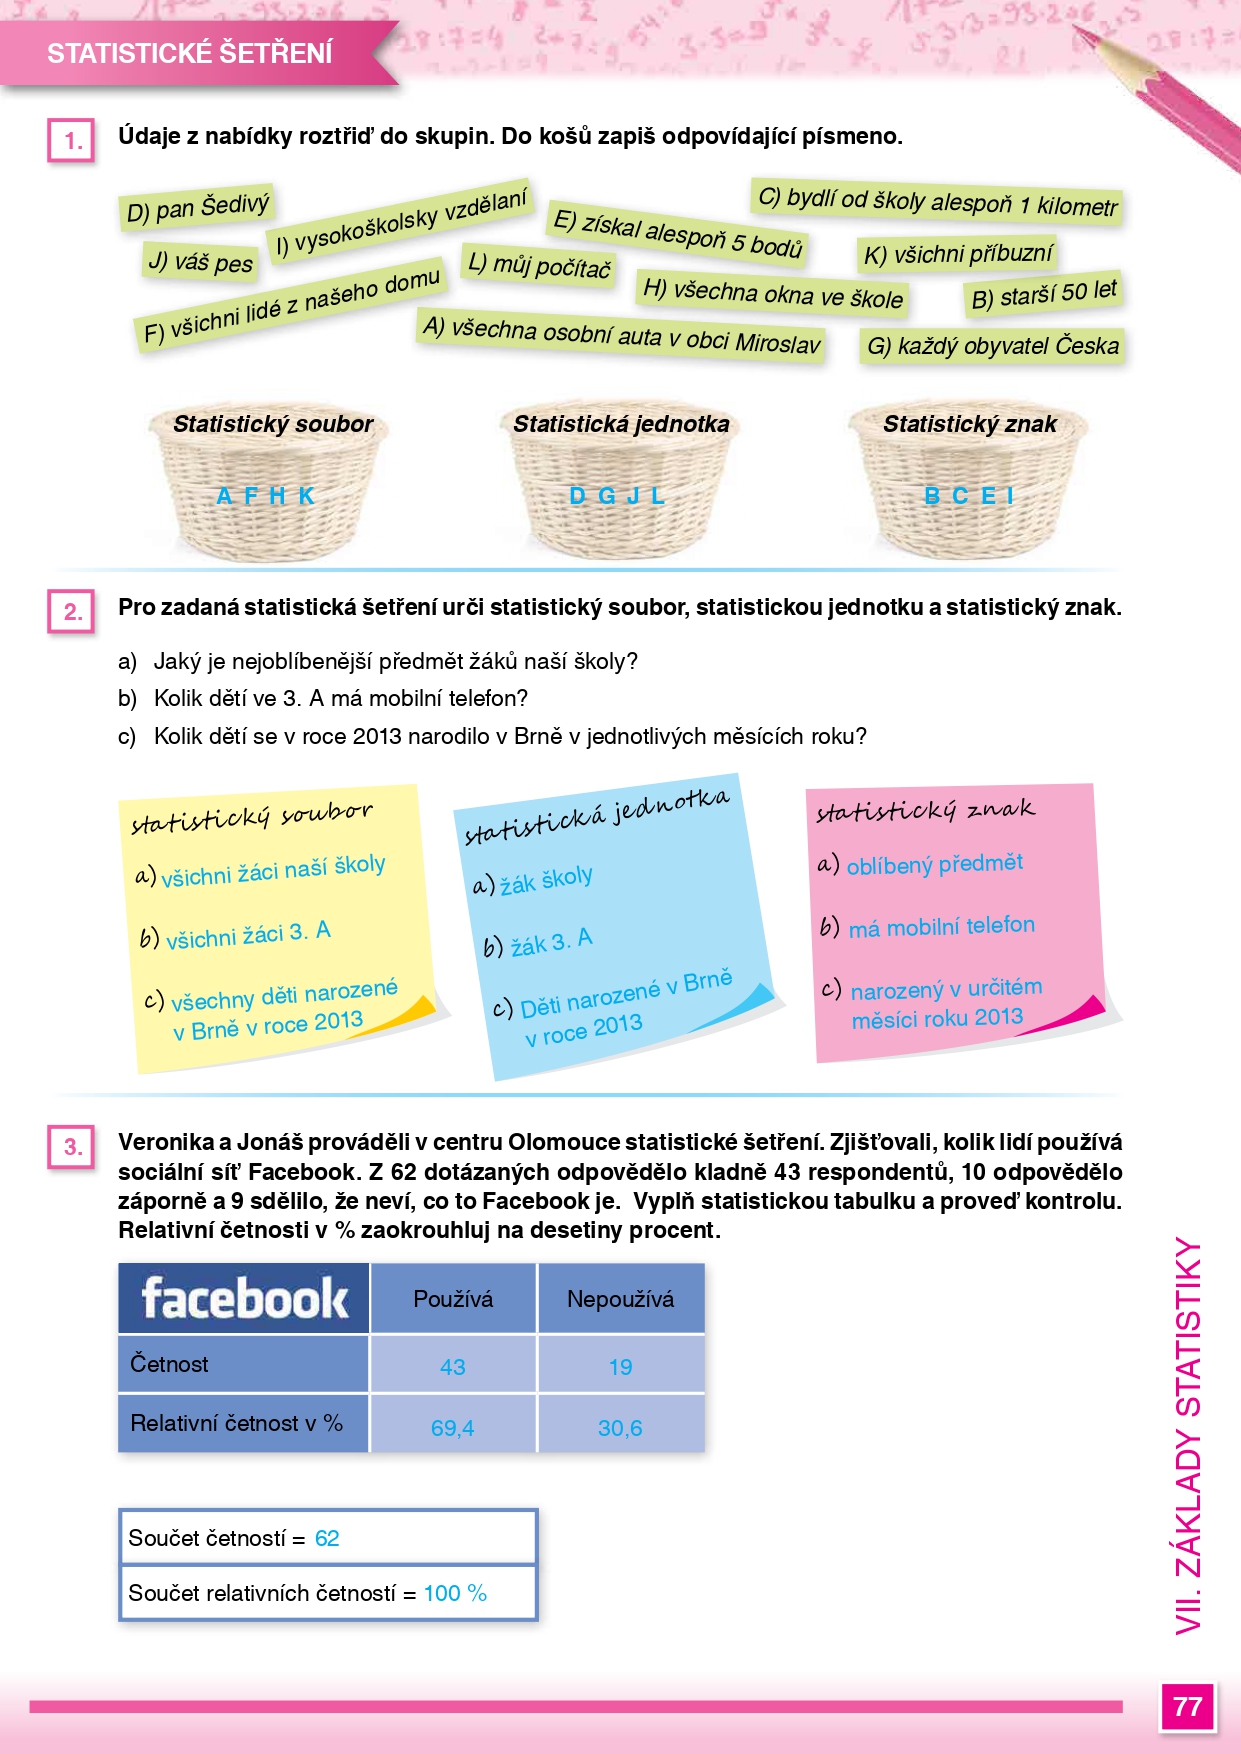 STATISTICKÉ ŠETŘENÍ
1. Údaje z nabídky roztřiď do skupin. Do košů zapiš odpovídající písmeno.
D) pan Šedivý
I) vysokoškolsky vzdělaní
E) získal alespoň 5 bodů
C) bydlí od školy alespoň 1 kilometr
J) váš pes
L) můj počítač
K) všichni příbuzní
F) všichni lidé z našeho domu
H) všechna okna ve škole
B) starší 50 let
A) všechna osobní auta v obci Miroslav
G) každý obyvatel Česka
Statistický soubor
A F H K
Statistická jednotka
D G J L
Statistický znak
B C E I
2. Pro zadaná statistická šetření urči statistický soubor, statistickou jednotku a statistický znak.
a) Jaký je nejoblíbenější předmět žáků naší školy?
b) Kolik dětí ve 3. A má mobilní telefon?
c) Kolik dětí se v roce 2013 narodilo v Brně v jednotlivých měsících roku?
statistický soubor
a) všichni žáci naší školy
b) všichni žáci 3. A
c) všechny děti narozené
v Brně v roce 2013
statistická jednotka
a) žák školy
b) žák 3. A
c) Děti narozené v Brně
v roce 2013
statistický znak
a) oblíbený předmět
b) má mobilní telefon
c) narozený v určitém
měsíci roku 2013
3. Veronika a Jonáš prováděli v centru Olomouce statistické šetření. Zjišťovali, kolik lidí používá
sociální síť Facebook. Z 62 dotázaných odpovědělo kladně 43 respondentů, 10 odpovědělo
záporně a 9 sdělilo, že neví, co to Facebook je. Vyplň statistickou tabulku a proveď kontrolu.
Relativní četnosti v % zaokrouhluj na desetiny procent.
facebook Používá Nepoužívá
Četnost 43 19
Relativní četnost v % 69,4 30,6
Součet četností = 62
Součet relativních četností = 100 %
VII. ZÁKLADY STATISTIKY
77